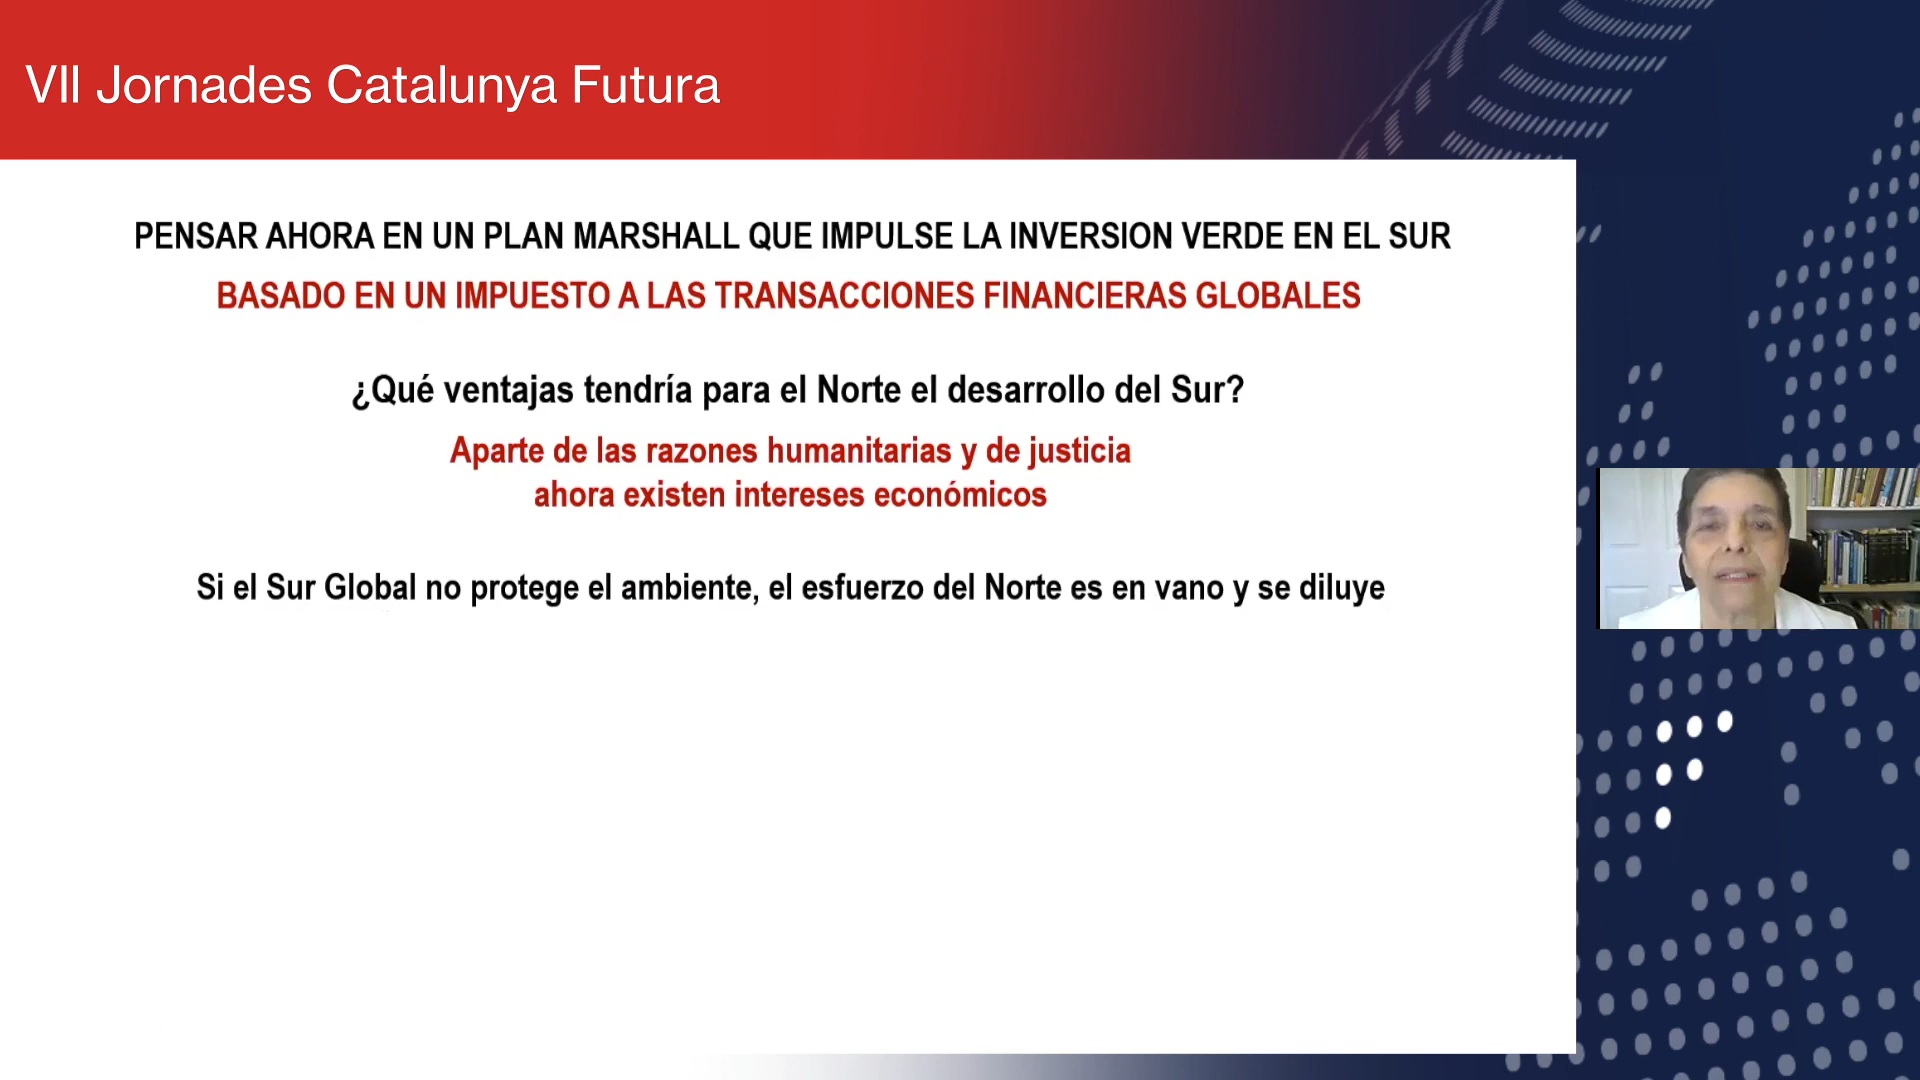 VII Jornades Catalunya Futura
PENSAR AHORA EN UN PLAN MARSHALL QUE IMPULSE LA INVERSION VERDE EN EL SUR
BASADO EN UN IMPUESTO A LAS TRANSACCIONES FINANCIERAS GLOBALES
¿Qué ventajas tendría para el Norte el desarrollo del Sur?
Aparte de las razones humanitarias y de justicia
ahora existen intereses económicos
Si el Sur Global no protege el ambiente, el esfuerzo del Norte es en vano y se diluye